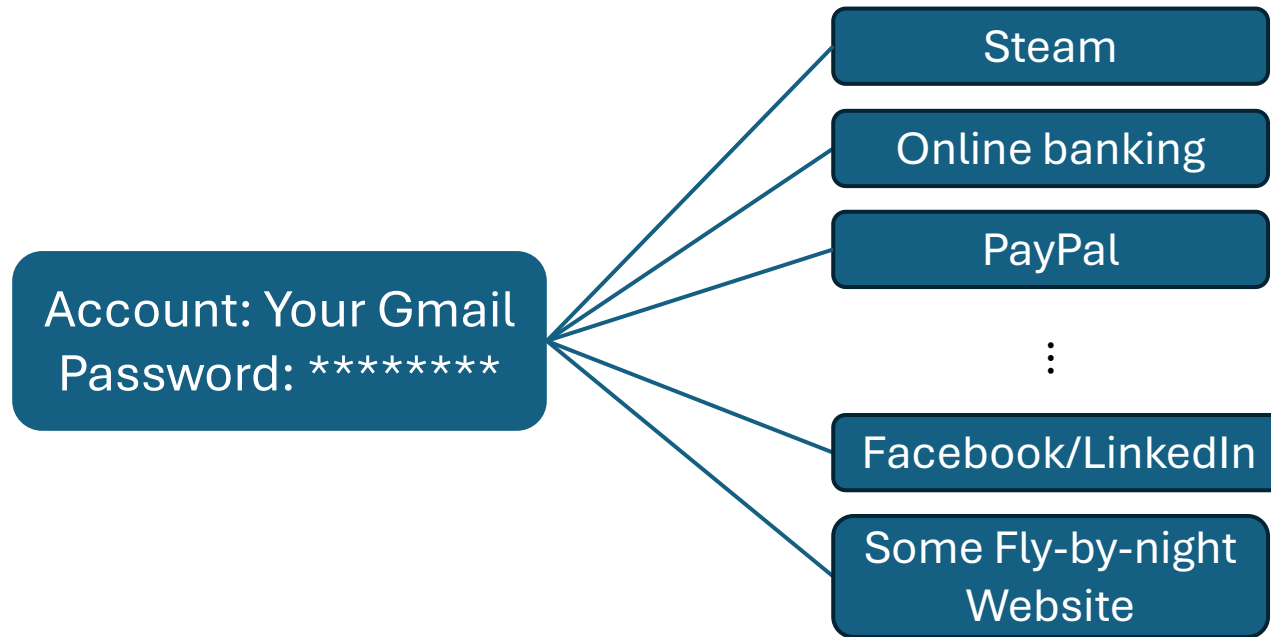 Steam
Online banking
PayPal
Account: Your Gmail
Password: ********
⋮
Facebook/LinkedIn
Some Fly-by-night
Website